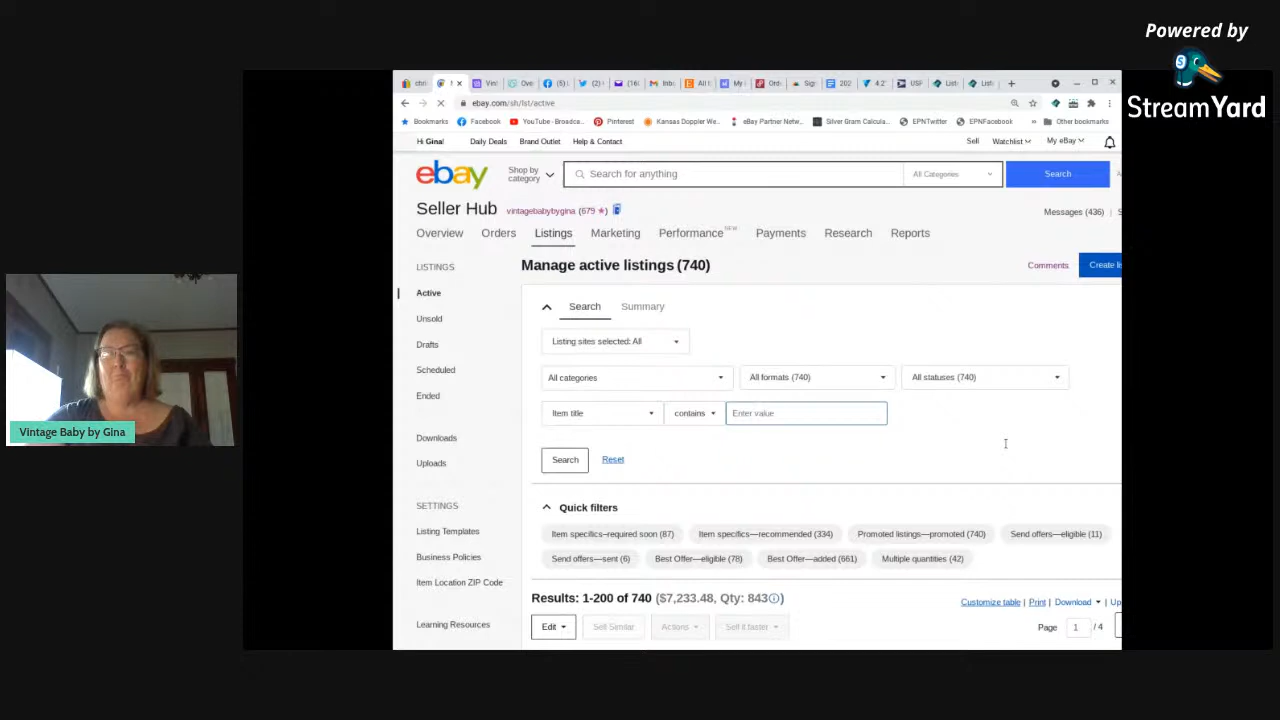 Powered by
StreamYard
ebay.com/sh/lst/active
Bookmarks Facebook YouTube - Broadca... Pinterest Kansas Doppler We... eBay Partner Netw... Silver Gram Calcula... EPNTwitter EPNFacebook » Other bookmarks
Hi Gina! Daily Deals Brand Outlet Help & Contact Sell Watchlist My eBay
ebay Shop by category Search for anything All Categories Search
Seller Hub vintagebabybygina (679 ★) Messages (436) |
Overview Orders Listings Marketing Performance NEW Payments Research Reports
LISTINGS
Active
Unsold
Drafts
Scheduled
Ended
Downloads
Uploads
SETTINGS
Listing Templates
Business Policies
Item Location ZIP Code
Learning Resources
Manage active listings (740) Comments Create li
Search Summary
Listing sites selected: All
All categories All formats (740) All statuses (740)
Item title contains Enter value
Search Reset
Quick filters
Item specifics–required soon (87) Item specifics—recommended (334) Promoted listings—promoted (740) Send offers—eligible (11)
Send offers—sent (6) Best Offer—eligible (78) Best Offer—added (661) Multiple quantities (42)
Results: 1-200 of 740 ($7,233.48, Qty: 843) Customize table | Print | Download | Up
Edit Sell Similar Actions Sell it faster Page 1 / 4
Vintage Baby by Gina